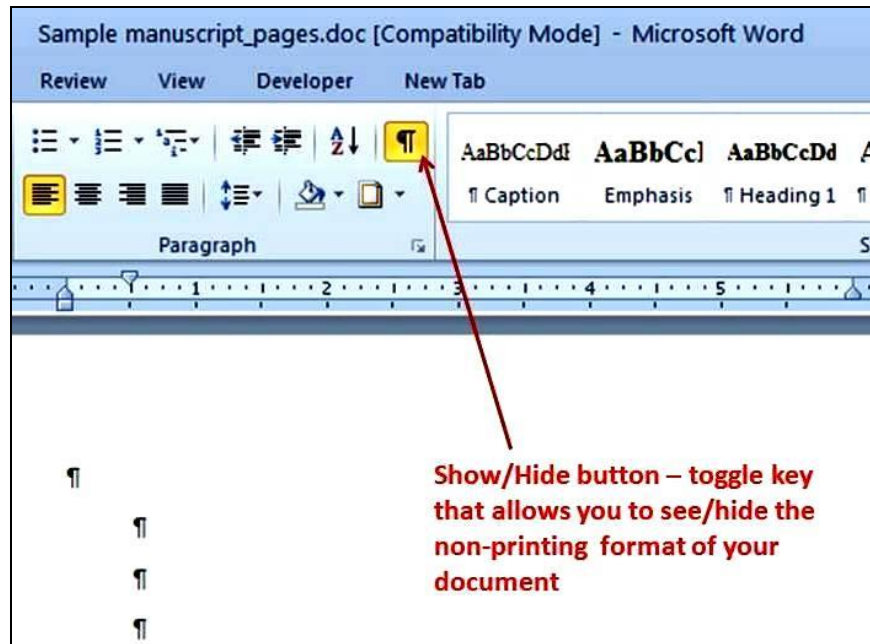 Sample manuscript_pages.doc [Compatibility Mode] - Microsoft Word
Review View Developer New Tab
¶
AaBbCcDdE AaBbCcI AaBbCcDd A
¶ Caption Emphasis ¶ Heading 1 ¶
Paragraph S
1 2 3 4 5
¶
¶
¶
¶
Show/Hide button – toggle key
that allows you to see/hide the
non-printing format of your
document